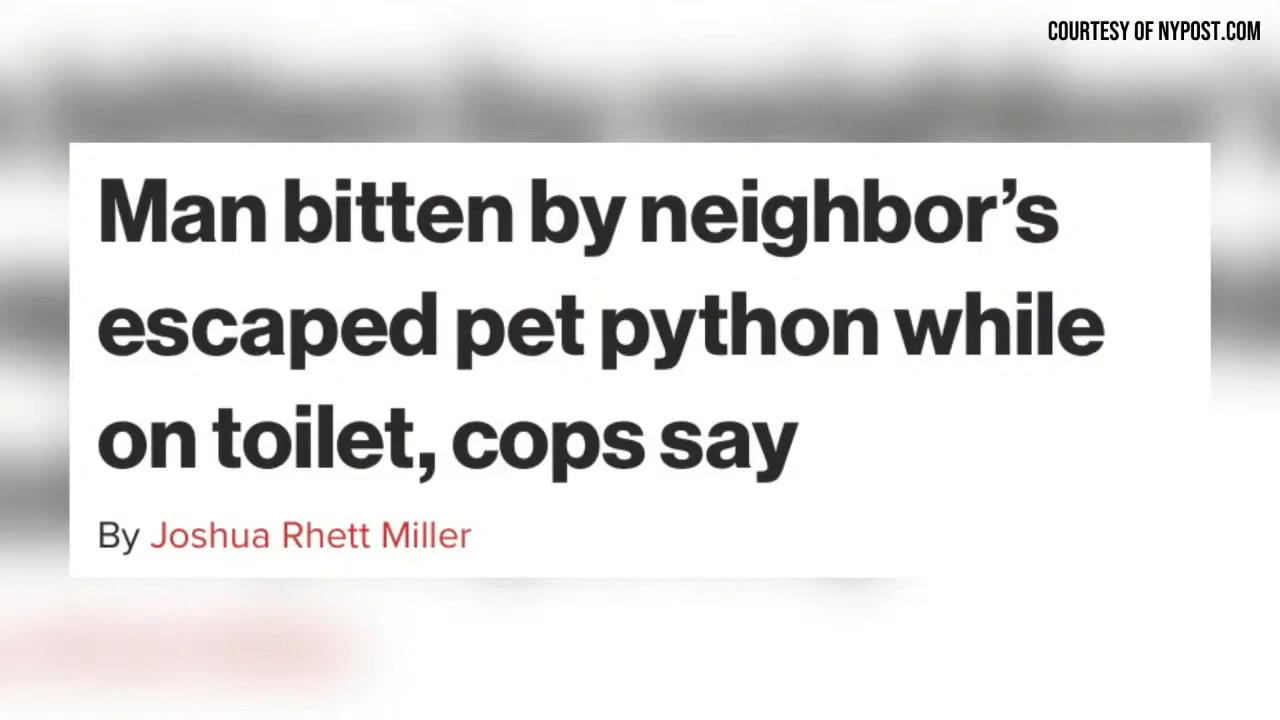 COURTESY OF NYPOST.COM
Man bitten by neighbor’s
escaped pet python while
on toilet, cops say
By Joshua Rhett Miller